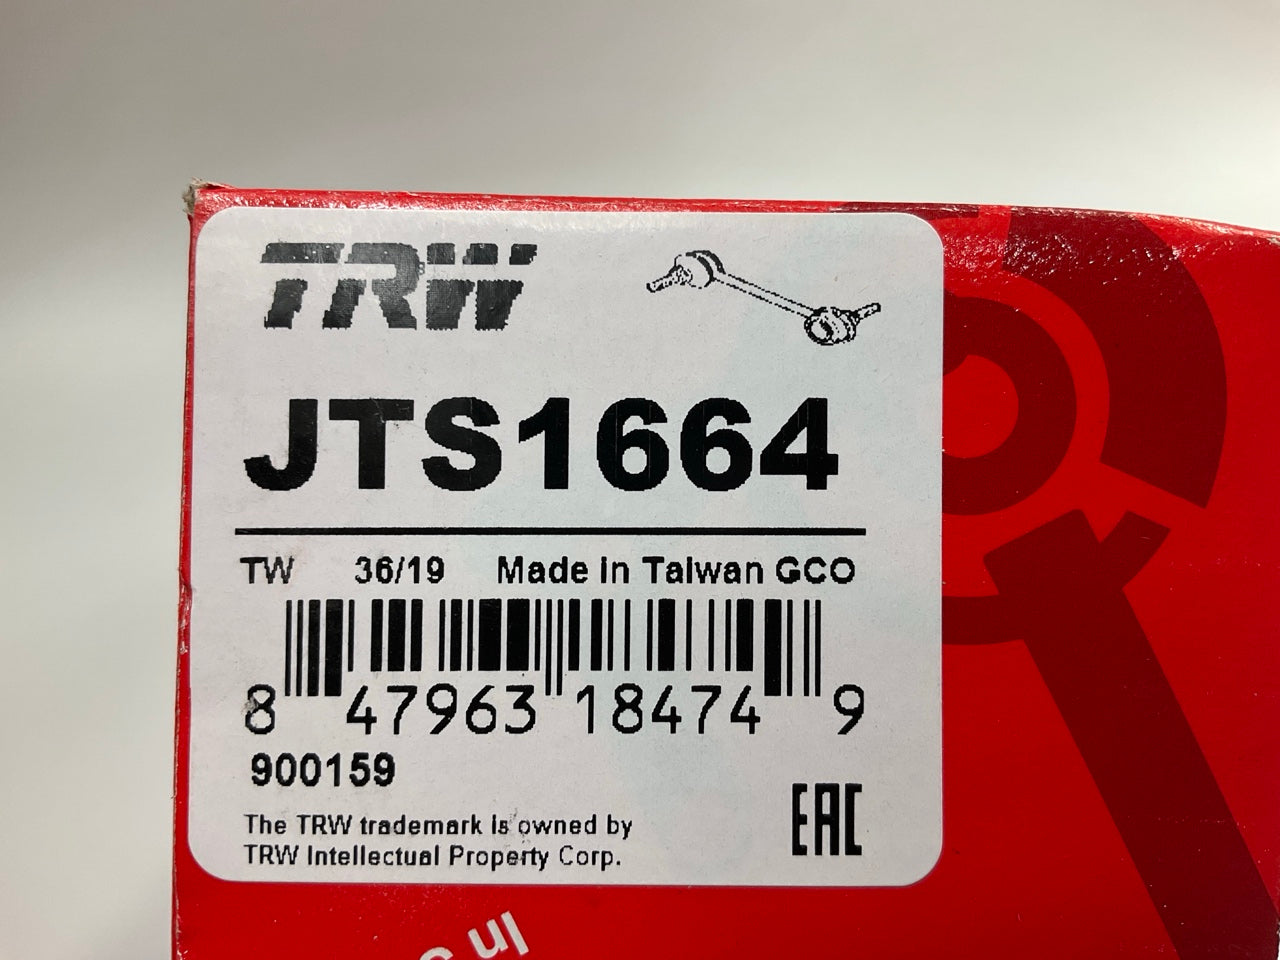 TRW
JTS1664
TW 36/19 Made in Taiwan GCO
8 47963 18474 9
900159
EAC
The TRW trademark is owned by
TRW Intellectual Property Corp.
In